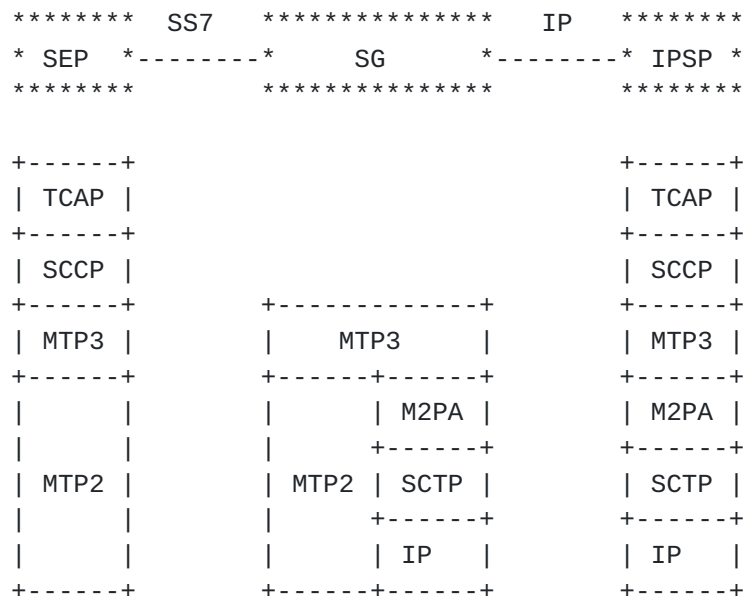 ********  SS7   ***************   IP   ********
* SEP  *--------*     SG      *--------* IPSP *
********        ***************        ********

+------+                               +------+
| TCAP |                               | TCAP |
+------+                               +------+
| SCCP |                               | SCCP |
+------+        +-------------+        +------+
| MTP3 |        |    MTP3     |        | MTP3 |
+------+        +------+------+        +------+
|      |        |      | M2PA |        | M2PA |
|      |        |      +------+        +------+
| MTP2 |        | MTP2 | SCTP |        | SCTP |
|      |        |      +------+        +------+
|      |        |      | IP   |        | IP   |
+------+        +------+------+        +------+